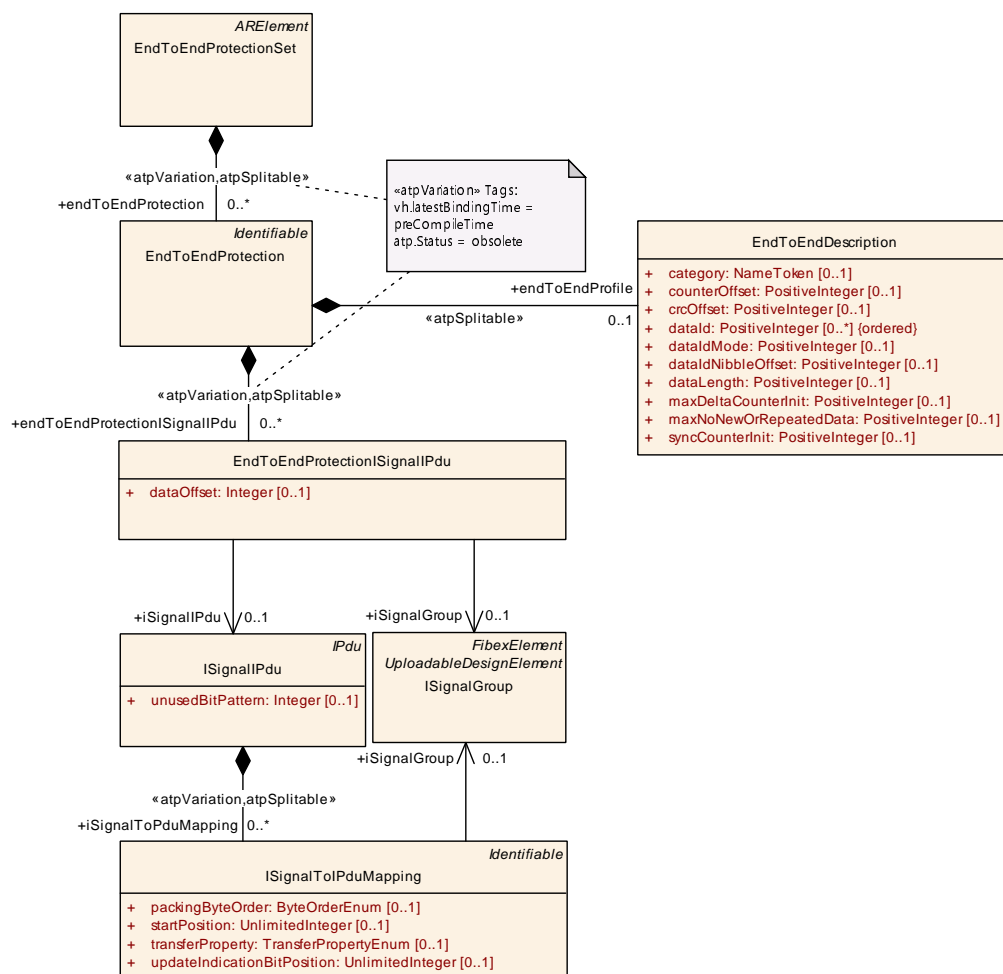 ARElement
EndToEndProtectionSet
«atpVariation,atpSplitable»
+endToEndProtection 0..*
«atpVariation» Tags:
vh.latestBindingTime =
preCompileTime
atp.Status = obsolete
Identifiable
EndToEndProtection
+endToEndProfile
«atpSplitable» 0..1
EndToEndDescription
+ category: NameToken [0..1]
+ counterOffset: PositiveInteger [0..1]
+ crcOffset: PositiveInteger [0..1]
+ dataId: PositiveInteger [0..*] {ordered}
+ dataIdMode: PositiveInteger [0..1]
+ dataIdNibbleOffset: PositiveInteger [0..1]
+ dataLength: PositiveInteger [0..1]
+ maxDeltaCounterInit: PositiveInteger [0..1]
+ maxNoNewOrRepeatedData: PositiveInteger [0..1]
+ syncCounterInit: PositiveInteger [0..1]
«atpVariation,atpSplitable»
+endToEndProtectionISignalIPdu 0..*
EndToEndProtectionISignalIPdu
+ dataOffset: Integer [0..1]
+iSignalIPdu 0..1
+iSignalGroup 0..1
IPdu
ISignalIPdu
+ unusedBitPattern: Integer [0..1]
FibexElement
UploadableDesignElement
ISignalGroup
+iSignalGroup 0..1
«atpVariation,atpSplitable»
+iSignalToPduMapping 0..*
Identifiable
ISignalToIPduMapping
+ packingByteOrder: ByteOrderEnum [0..1]
+ startPosition: UnlimitedInteger [0..1]
+ transferProperty: TransferPropertyEnum [0..1]
+ updateIndicationBitPosition: UnlimitedInteger [0..1]